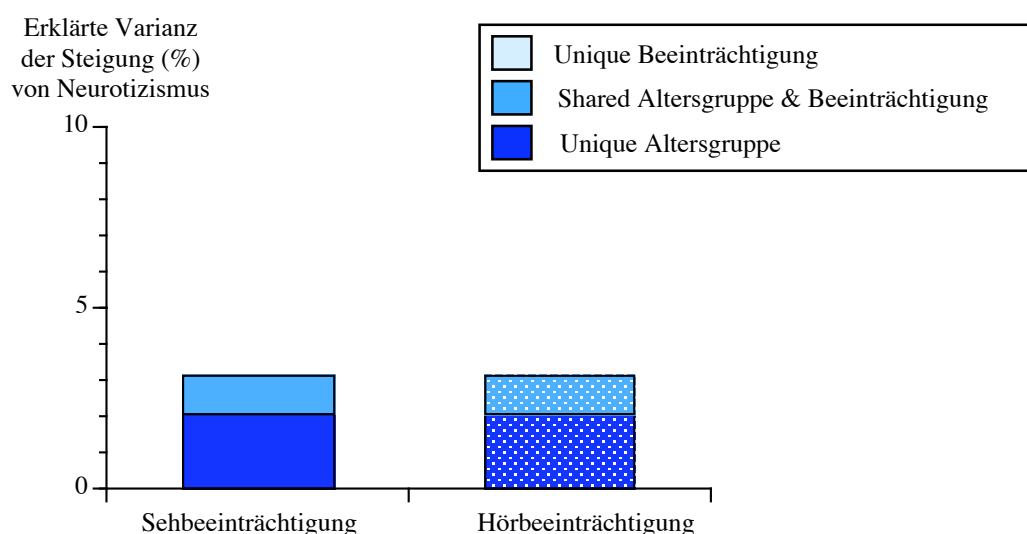 Erklärte Varianz
der Steigung (%)
von Neurotizismus
Unique Beeinträchtigung
Shared Altersgruppe & Beeinträchtigung
Unique Altersgruppe
10
5
0
Sehbeeinträchtigung
Hörbeeinträchtigung